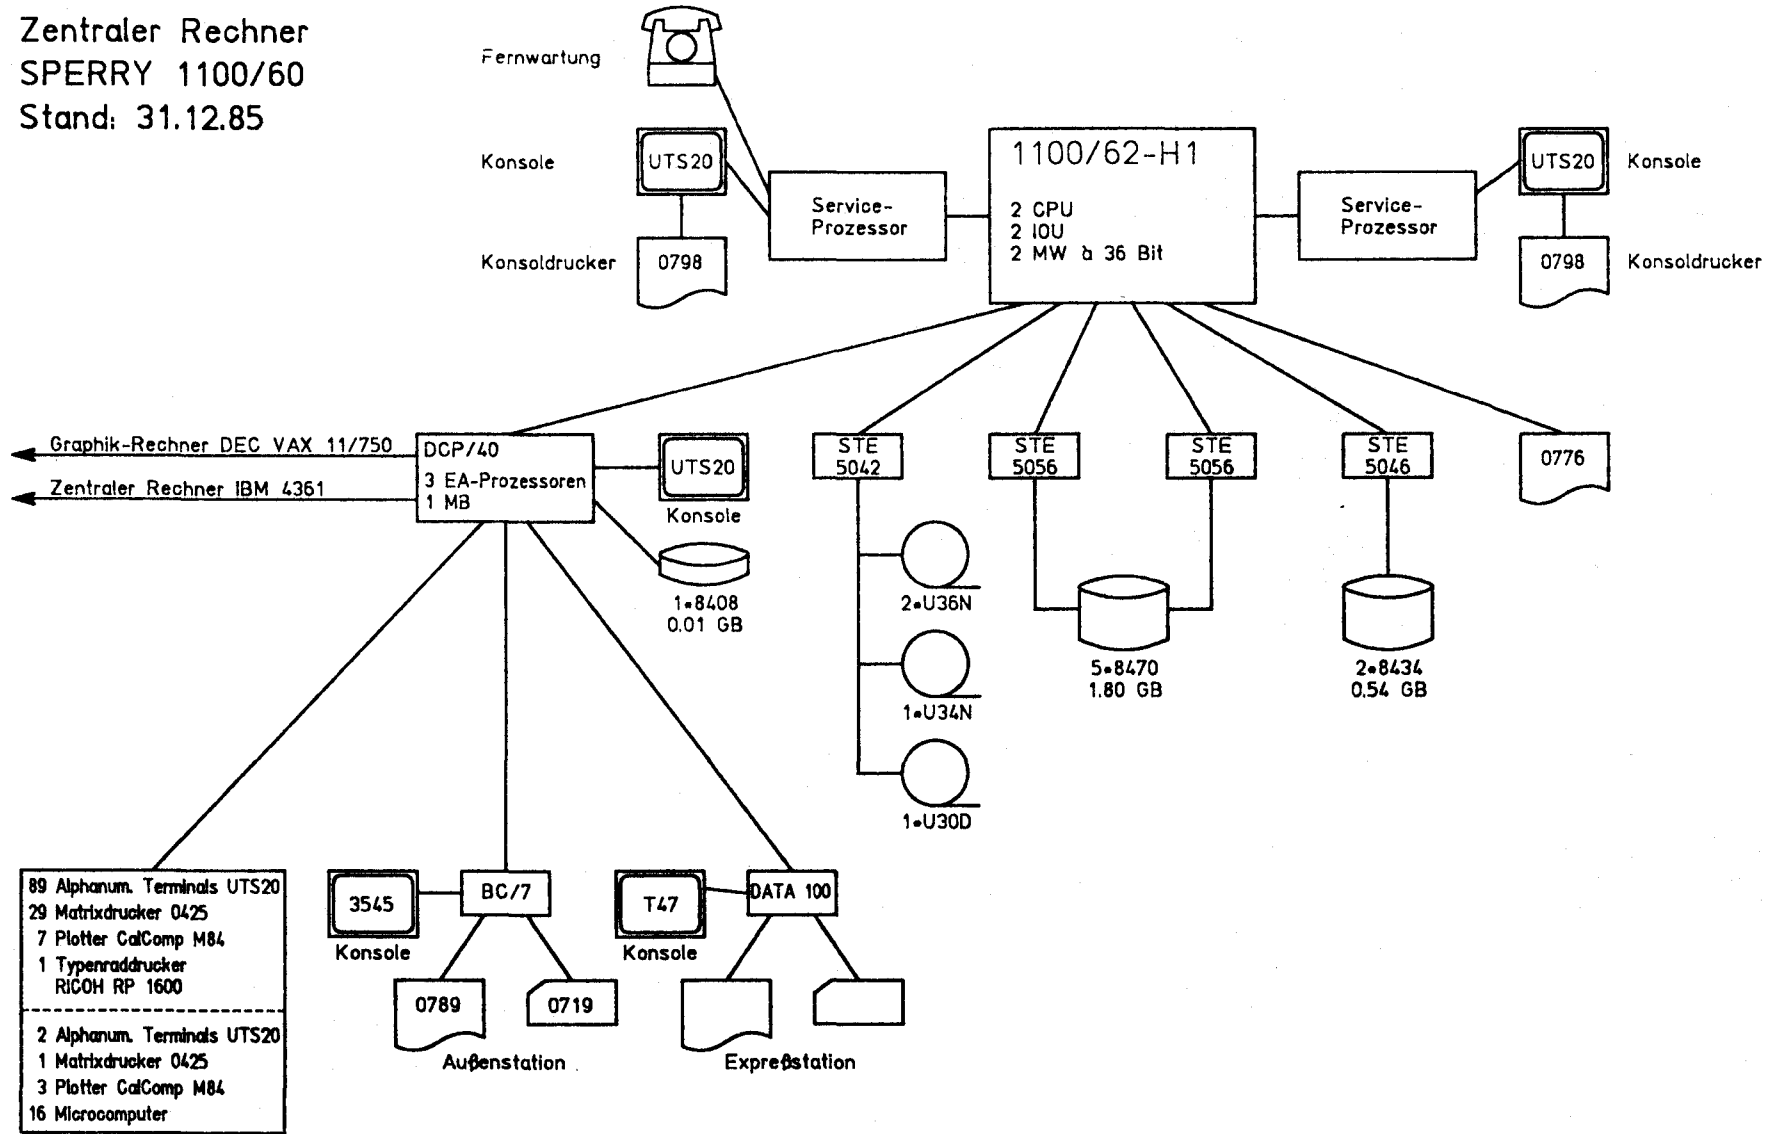 Zentraler Rechner
SPERRY 1100/60
Stand: 31.12.85
Fernwartung
Konsole
UTS20
Konsoldrucker
0798
Service-
Prozessor
1100/62-H1
2 CPU
2 IOU
2 MW à 36 Bit
Service-
Prozessor
UTS20
Konsole
0798
Konsoldrucker
Graphik-Rechner DEC VAX 11/750
Zentraler Rechner IBM 4361
DCP/40
3 EA-Prozessoren
1 MB
UTS20
Konsole
1*8408
0.01 GB
STE
5042
2*U36N
1*U34N
1*U30D
STE
5056
STE
5056
5*8470
1.80 GB
STE
5046
2*8434
0.54 GB
0776
89 Alphanum. Terminals UTS20
29 Matrixdrucker 0425
7 Plotter CalComp M84
1 Typenraddrucker
RICOH RP 1600
2 Alphanum. Terminals UTS20
1 Matrixdrucker 0425
3 Plotter CalComp M84
16 Microcomputer
3545
Konsole
BC/7
0789
0719
Außenstation
T47
Konsole
DATA 100
Expreßstation